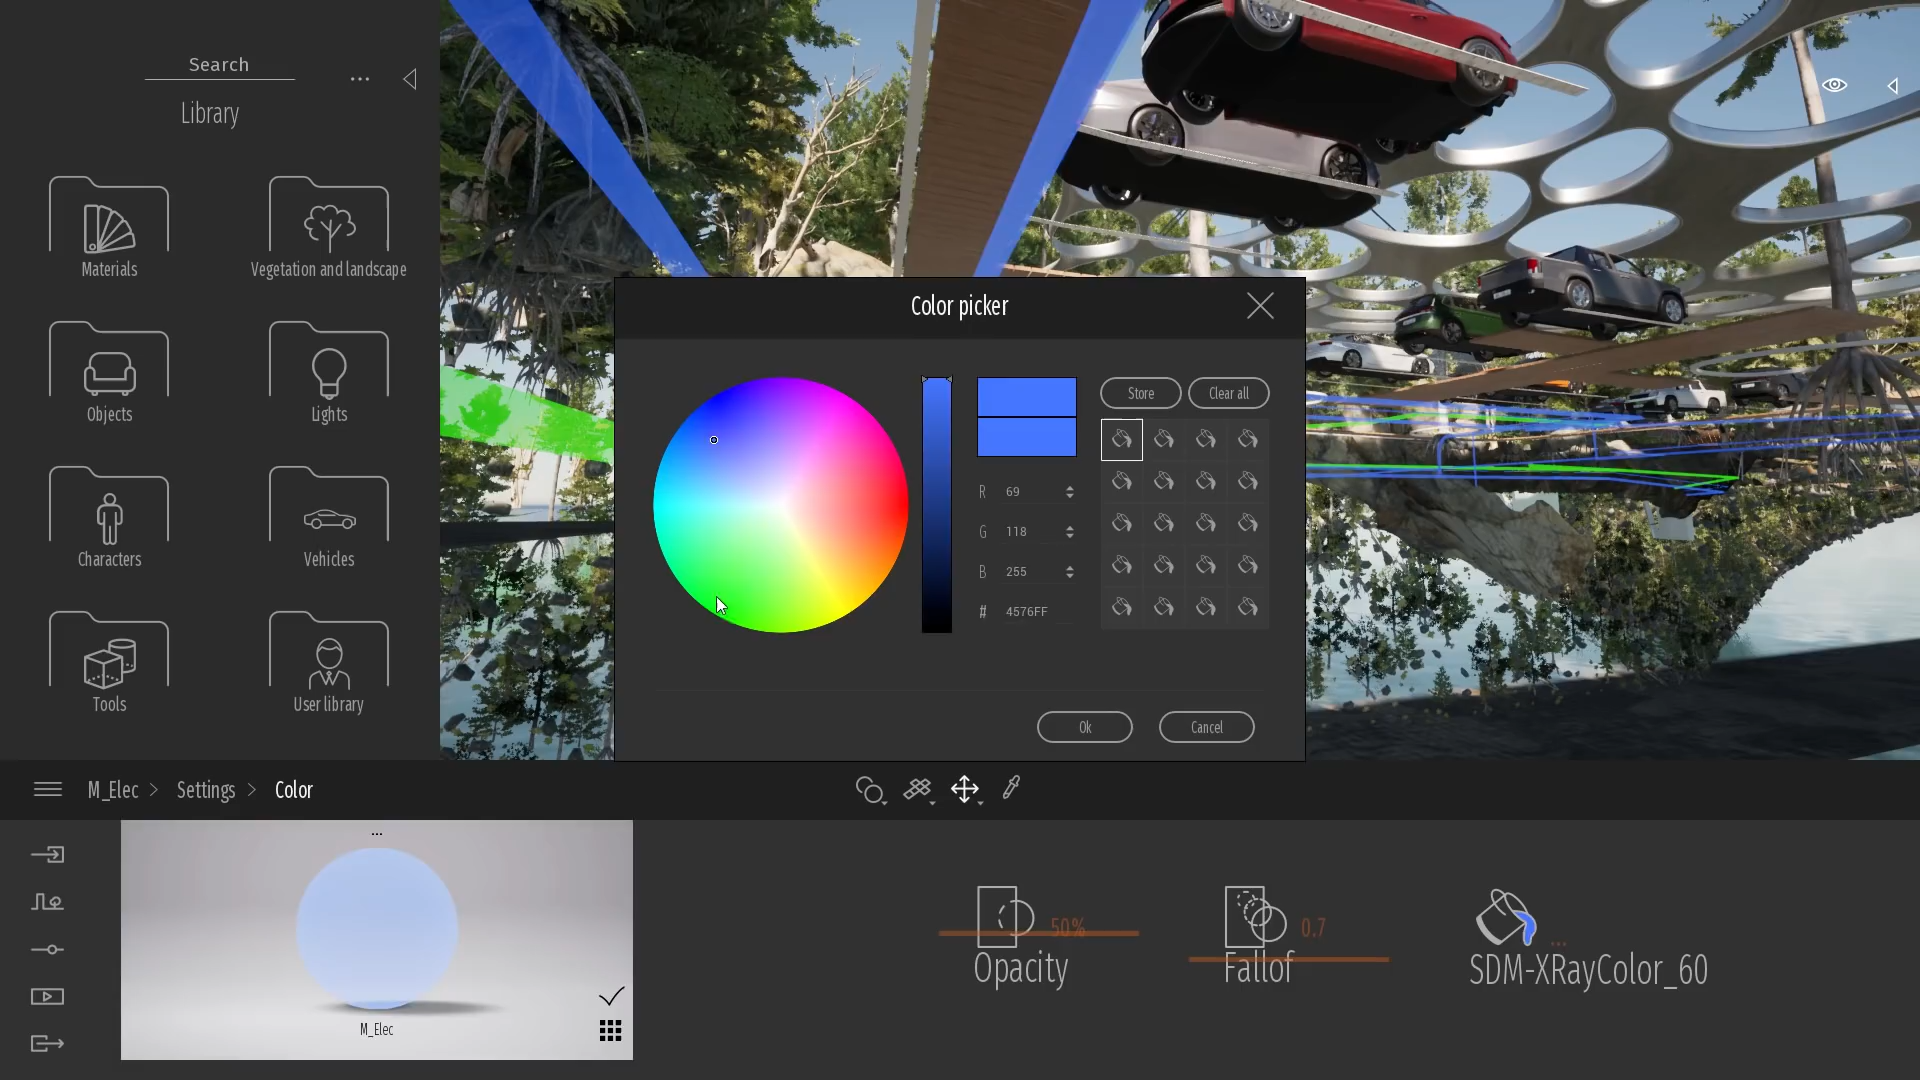 Search
...
Library
Materials
Vegetation and landscape
Objects
Lights
Characters
Vehicles
Tools
User library
Color picker
Store
Clear all
R 69
G 118
B 255
# 4576FF
Ok
Cancel
M_Elec > Settings > Color
...
M_Elec
50%
Opacity
0.7
Fallof
...
SDM-XRayColor_60